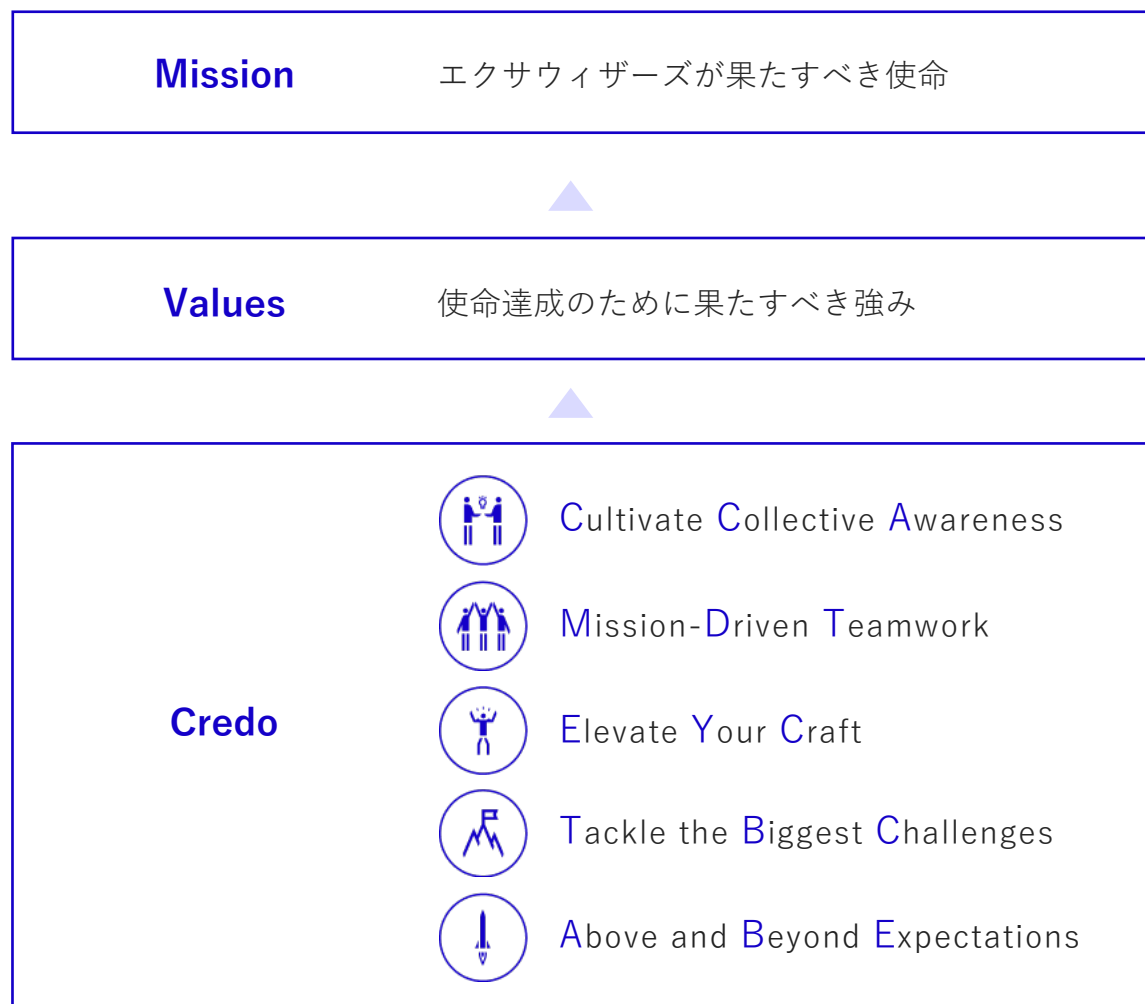 Mission
エクサウィザーズが果たすべき使命
Values
使命達成のために果たすべき強み
Credo
Cultivate Collective Awareness
Mission-Driven Teamwork
Elevate Your Craft
Tackle the Biggest Challenges
Above and Beyond Expectations